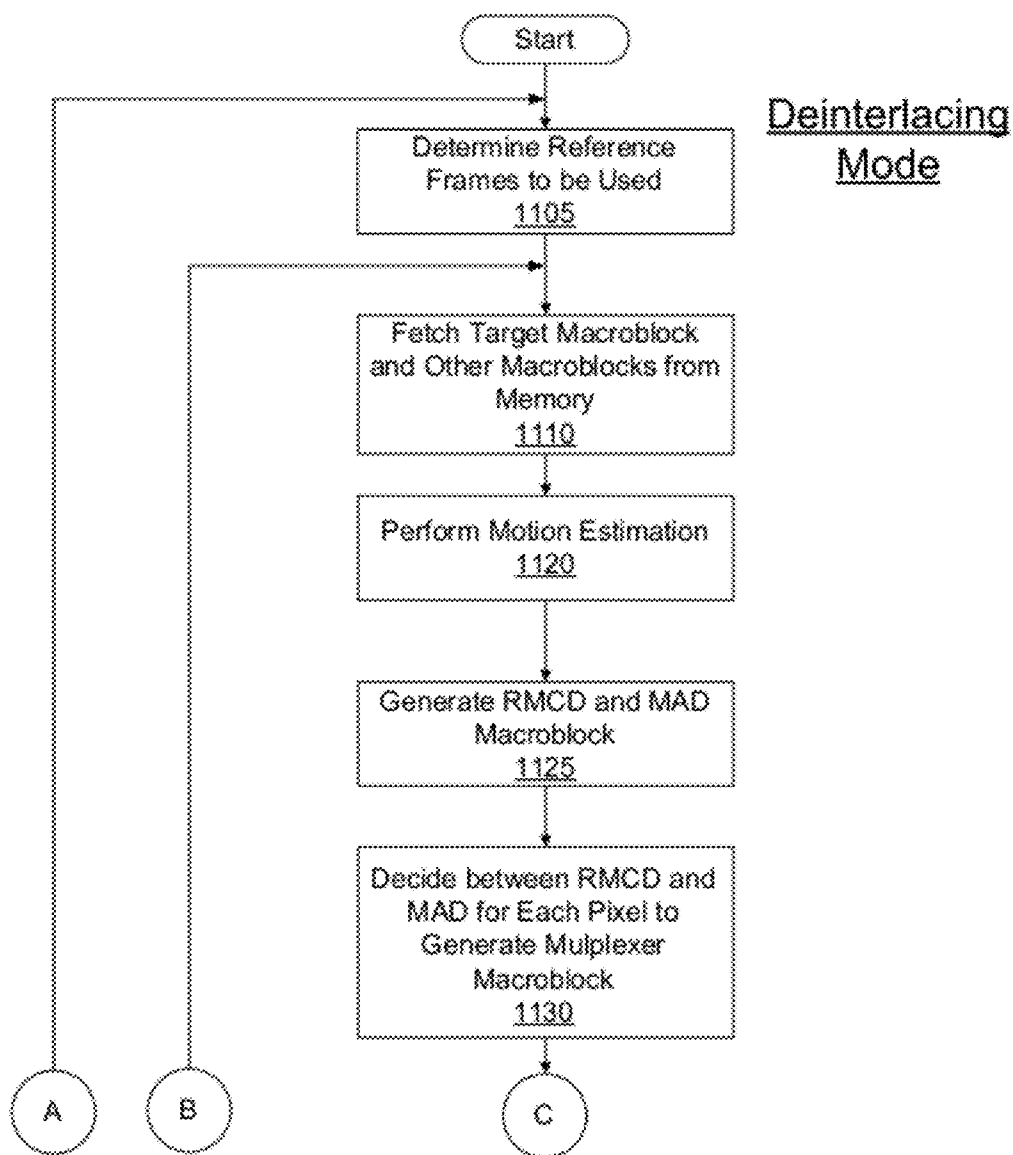 Start
Deinterlacing
Mode
Determine Reference
Frames to be Used
1105
Fetch Target Macroblock
and Other Macroblocks from
Memory
1110
Perform Motion Estimation
1120
Generate RMCD and MAD
Macroblock
1125
Decide between RMCD and
MAD for Each Pixel to
Generate Mulplexer
Macroblock
1130
A
B
C